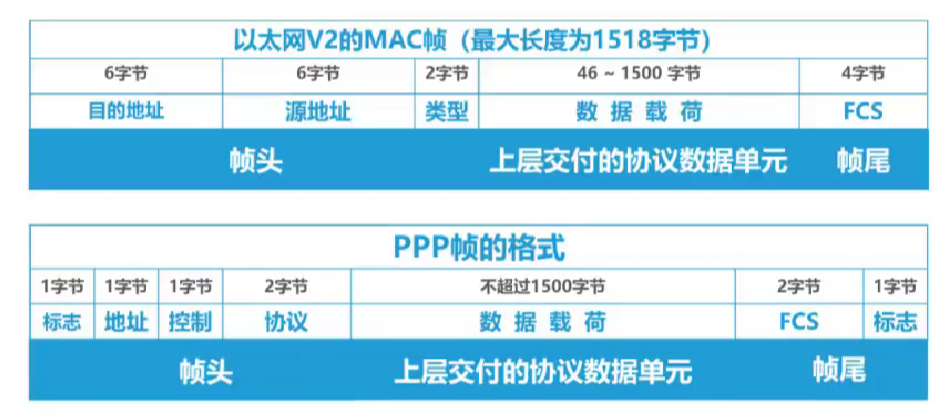 以太网V2的MAC帧（最大长度为1518字节）
6字节 6字节 2字节 46 ~ 1500 字节 4字节
目的地址 源地址 类型 数 据 载 荷 FCS
帧头 上层交付的协议数据单元 帧尾
PPP帧的格式
1字节 1字节 1字节 2字节 不超过1500字节 2字节 1字节
标志 地址 控制 协议 数 据 载 荷 FCS 标志
帧头 上层交付的协议数据单元 帧尾